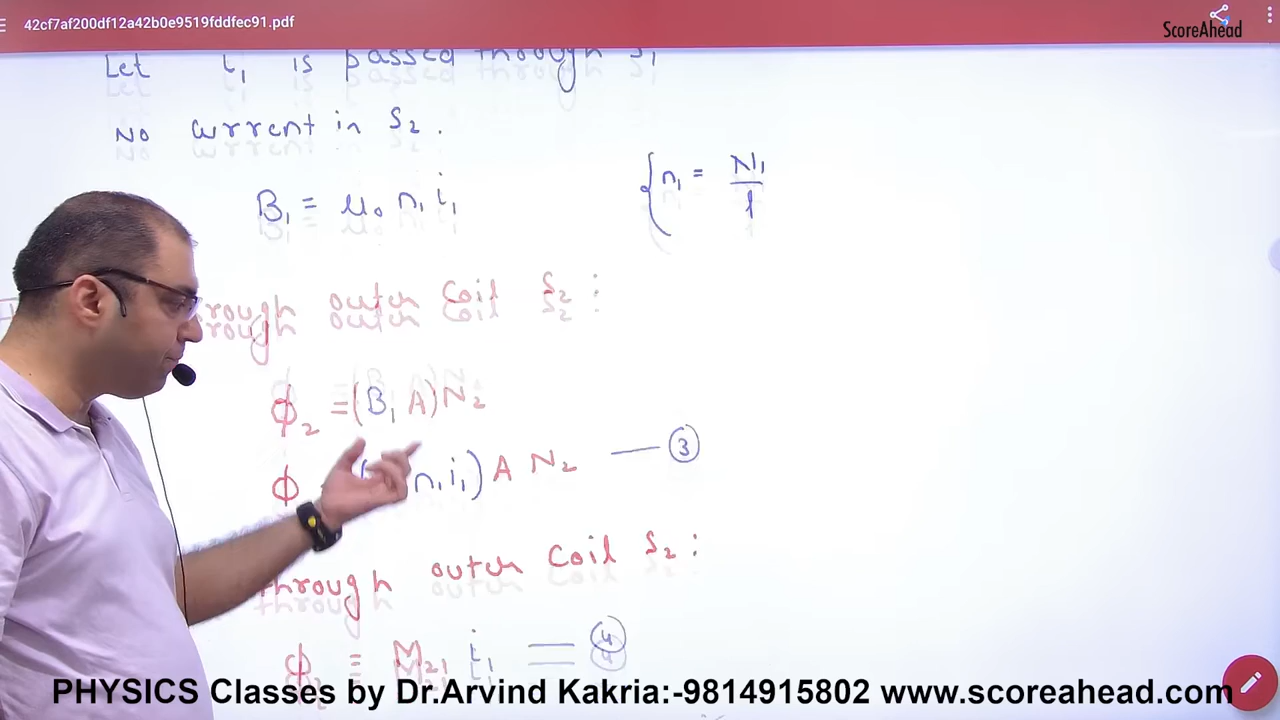 42cf7af200df12a42b0e9519fddfec91.pdf
ScoreAhead
Let i₁ is passed through S₁
No current in S₂.
B₁ = μ₀ n₁ i₁ { n₁ = N₁/l
rough outer coil S₂ :
ϕ₂ = (B₁ A) N₂
ϕ n₁ i₁) A N₂ — ③
through outer coil S₂ :
ϕ₂ = M₂₁ i₁ — ④
PHYSICS Classes by Dr.Arvind Kakria:-9814915802 www.scoreahead.com